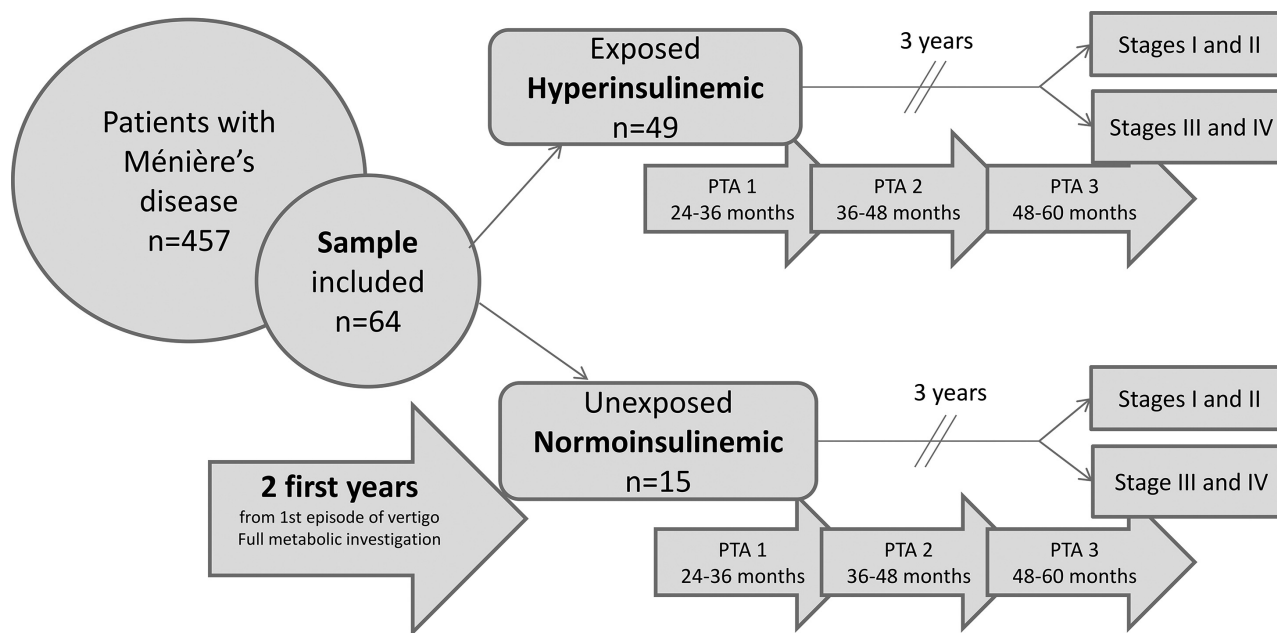 Patients with
Ménière's
disease
n=457
Sample
included
n=64
Exposed
Hyperinsulinemic
n=49
3 years
Stages I and II
Stages III and IV
PTA 1
24-36 months
PTA 2
36-48 months
PTA 3
48-60 months
2 first years
from 1st episode of vertigo
Full metabolic investigation
Unexposed
Normoinsulinemic
n=15
3 years
Stages I and II
Stage III and IV
PTA 1
24-36 months
PTA 2
36-48 months
PTA 3
48-60 months